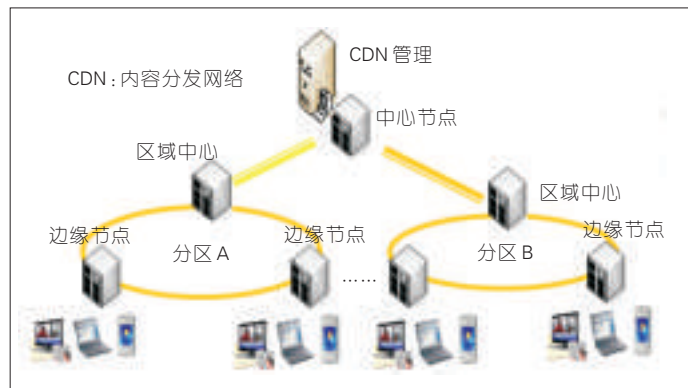 CDN 管理
CDN：内容分发网络
中心节点
区域中心
区域中心
边缘节点
边缘节点
边缘节点
分区 A
分区 B
……